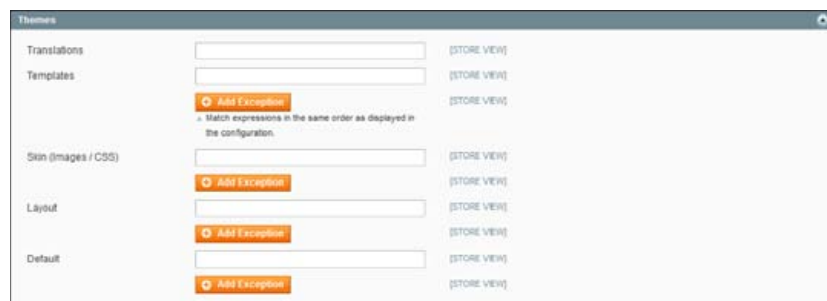 Themes
Translations [STORE VIEW]
Templates [STORE VIEW]
Add Exception [STORE VIEW]
Match expressions in the same order as displayed in
the configuration.
Skin (Images / CSS) [STORE VIEW]
Add Exception [STORE VIEW]
Layout [STORE VIEW]
Add Exception [STORE VIEW]
Default [STORE VIEW]
Add Exception [STORE VIEW]